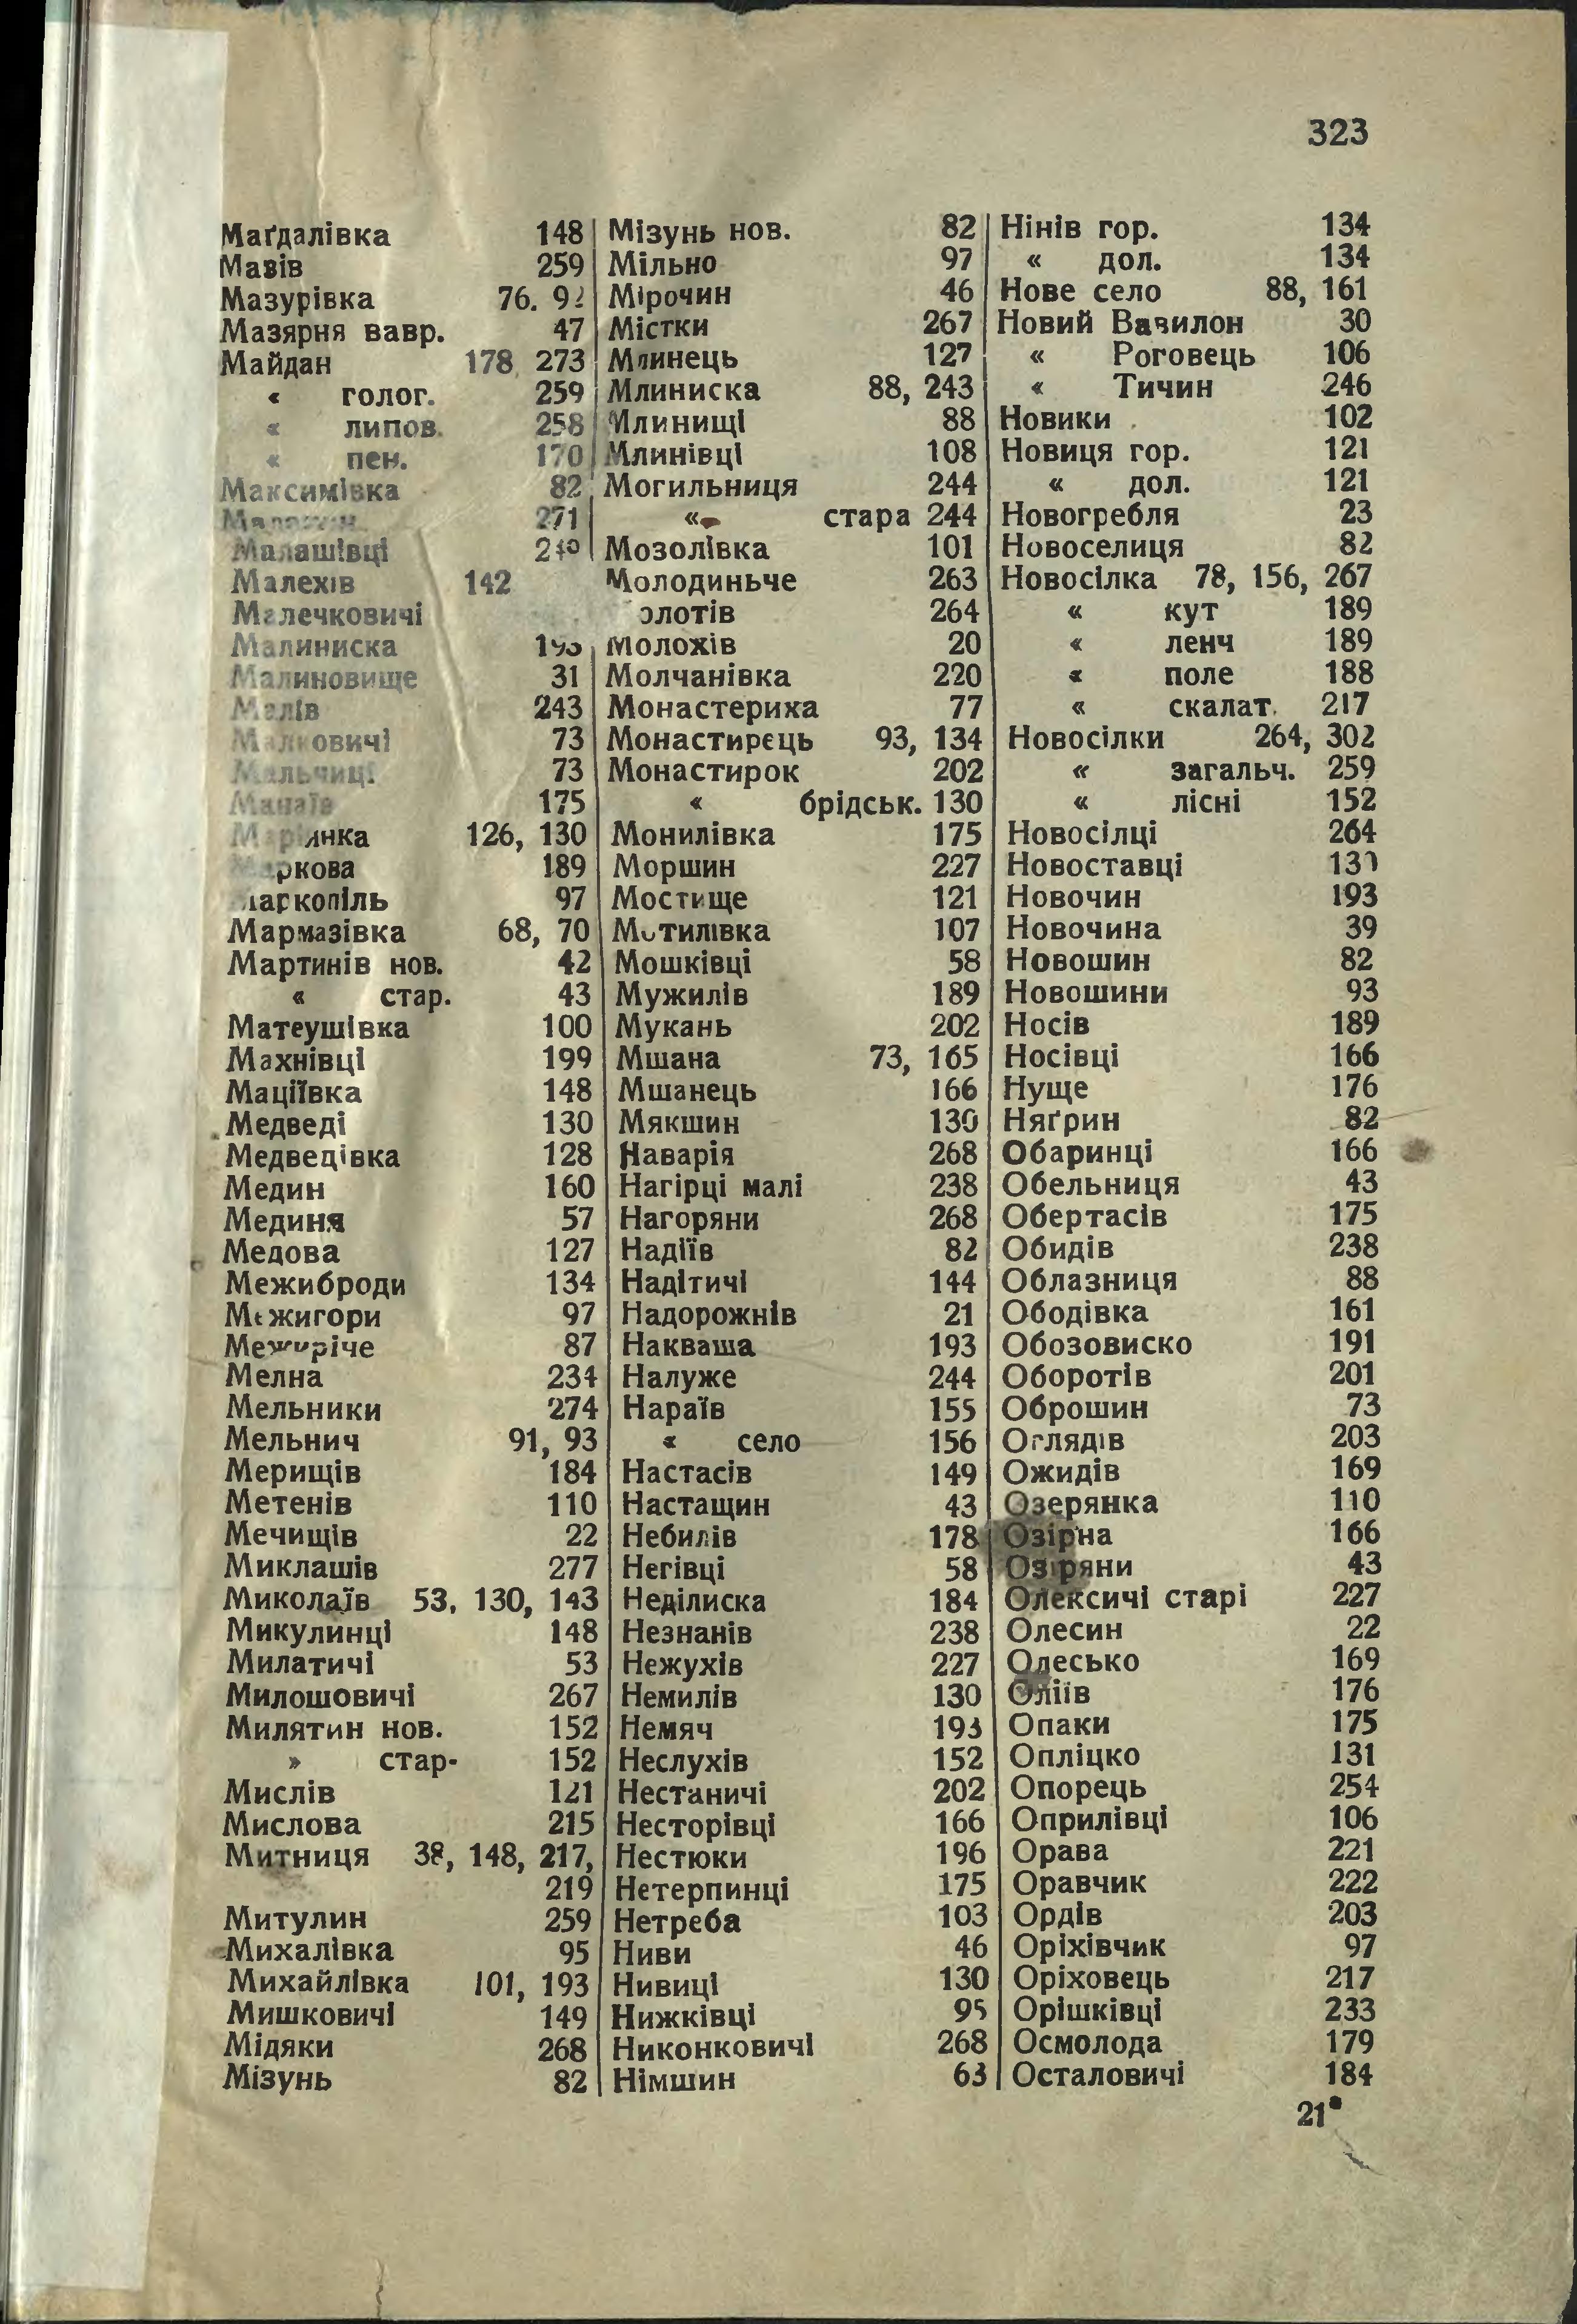 323
Маґдалівка 148
Мазів 259
Мазурівка 76. 92
Мазярня вавр. 47
Майдан 178, 273
« голог. 259
« липов. 258
« пен. 170
Максимівка 82
271
Малашівці
Малехів 142
Малечковичі
Малиниска
Малиновище 31
Малів 243
Малковичі 73
Мальчиці 73
Манаїв 175
126, 130
189
97
Мармазівка 68, 70
Мартинів нов. 42
« стар. 43
Матеушівка 100
Махнівці 199
Маціївка 148
Медведі 130
Медведівка 128
Медин 160
Мединя 57
Медова 127
Межиброди 134
Межигори 97
Межиріче 87
Мелна 234
Мельники 274
Мельнич 91, 93
Мерищів 184
Метенів 110
Мечищів 22
Миклашів 277
Миколаїв 53, 130, 143
Микулинці 148
Милатичі 53
Милошовичі 267
Милятин нов. 152
» стар- 152
Мислів 121
Мислова 215
Митниця 38, 148, 217,
219
Митулин 259
Михалівка 95
Михайлівка 101, 193
Мишковичі 149
Мідяки 268
Мізунь 82
Мізунь нов. 82
Мільно 97
Мірочин 46
Містки 267
Млинець 127
Млиниска 88, 243
Млинищі 88
Млинівці 108
Могильниця 244
« стара 244
Мозолівка 101
Молодиньче 263
264
Молохів 20
Молчанівка 220
Монастериха 77
Монастирець 93, 134
Монастирок 202
« брідськ. 130
Монилівка 175
Моршин 227
Мостище 121
Мотилівка 107
Мошківці 58
Мужилів 189
Мукань 202
Мшана 73, 165
Мшанець 166
Мякшин 130
Наварія 268
Нагірці малі 238
Нагоряни 268
Надіїв 82
Надітичі 144
Надорожнів 21
Накваша 193
Налуже 244
Нараїв 155
« село 156
Настасів 149
Настащин 43
Небилів 178
Негівці 58
Неділиска 184
Незнанів 238
Нежухів 227
Немилів 130
Немяч 193
Неслухів 152
Нестаничі 202
Несторівці 166
Нестюки 196
Нетерпинці 175
Нетреба 103
Ниви 46
Нивиці 130
Нижківці 95
Никонковичі 268
Німшин 63
Нінів гор. 134
« дол. 134
Нове село 88, 161
Новий Вавилон 30
« Роговець 106
« Тичин 246
Новики 102
Новиця гор. 121
« дол. 121
Новогребля 23
Новоселиця 82
Новосілка 78, 156, 267
« кут 189
« ленч 189
« поле 188
« скалат. 217
Новосілки 264, 302
« загальч. 259
« лісні 152
Новосілці 264
Новоставці
Новочин 193
Новочина 39
Новошин 82
Новошини 93
Носів 189
Носівці 166
Нуще 176
Няґрин 82
Обаринці 166
Обельниця 43
Обертасів 175
Обидів 238
Облазниця 88
Ободівка 161
Обозовиско 191
Оборотів 201
Оброшин 73
Оглядів 203
Ожидів 169
Озерянка 110
Озірна 166
Озіряни 43
Олексичі старі 227
Олесин 22
Олесько 169
Оліїв 176
Опаки 175
Опліцко 131
Опорець 254
Оприлівці 106
Орава 221
Оравчик 222
Ордів 203
Оріхівчик 97
Оріховець 217
Орішківці 233
Осмолода 179
Осталовичі 184
21*